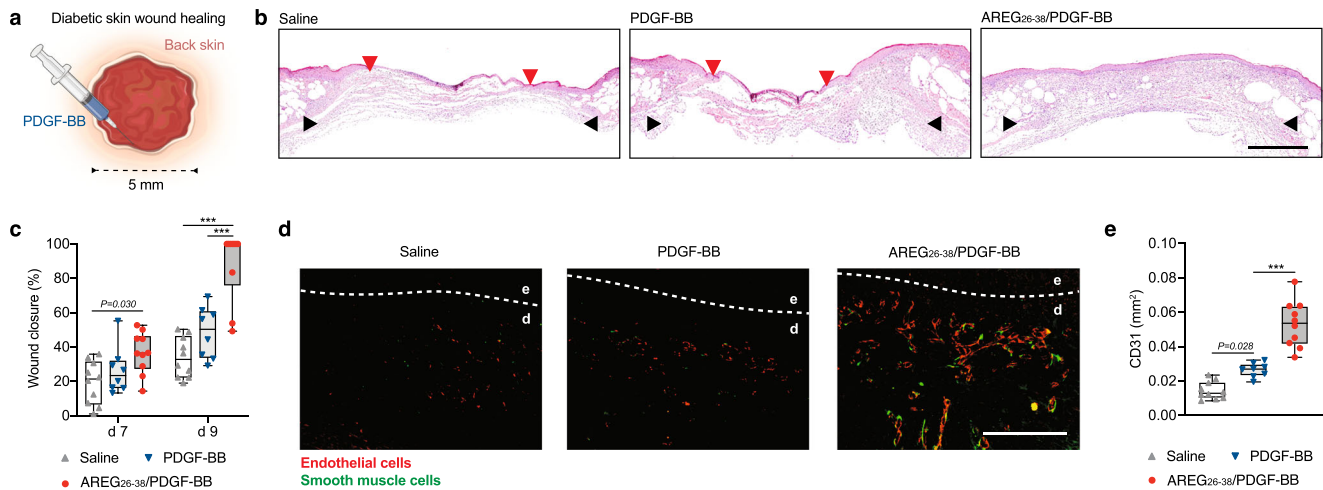 a
Diabetic skin wound healing
Back skin
PDGF-BB
5 mm
b
Saline
PDGF-BB
AREG26-38/PDGF-BB
c
***
***
P=0.030
Wound closure (%)
100
80
60
40
20
0
d 7
d 9
Saline
PDGF-BB
AREG26-38/PDGF-BB
d
Saline
PDGF-BB
AREG26-38/PDGF-BB
e
d
e
d
e
d
Endothelial cells
Smooth muscle cells
e
***
P=0.028
CD31 (mm²)
0.10
0.08
0.06
0.04
0.02
0.00
Saline
PDGF-BB
AREG26-38/PDGF-BB